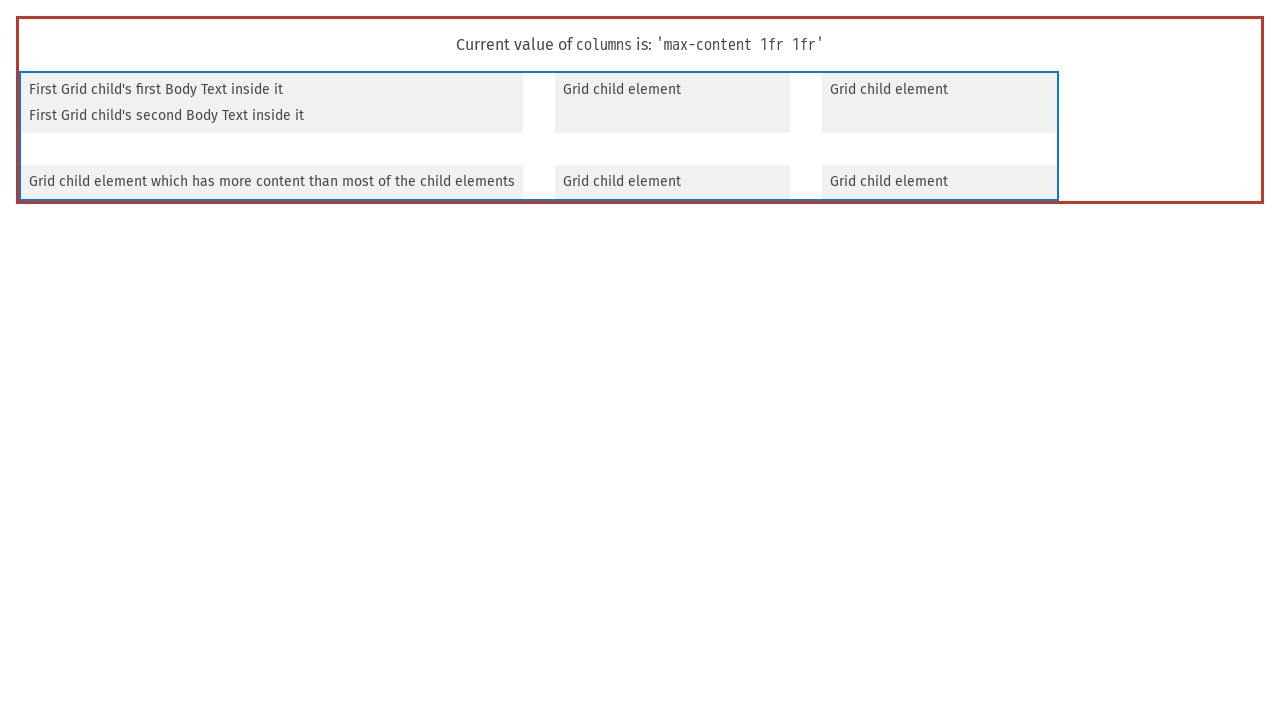 Current value of columns is: 'max-content 1fr 1fr'
First Grid child's first Body Text inside it
First Grid child's second Body Text inside it
Grid child element
Grid child element
Grid child element which has more content than most of the child elements
Grid child element
Grid child element